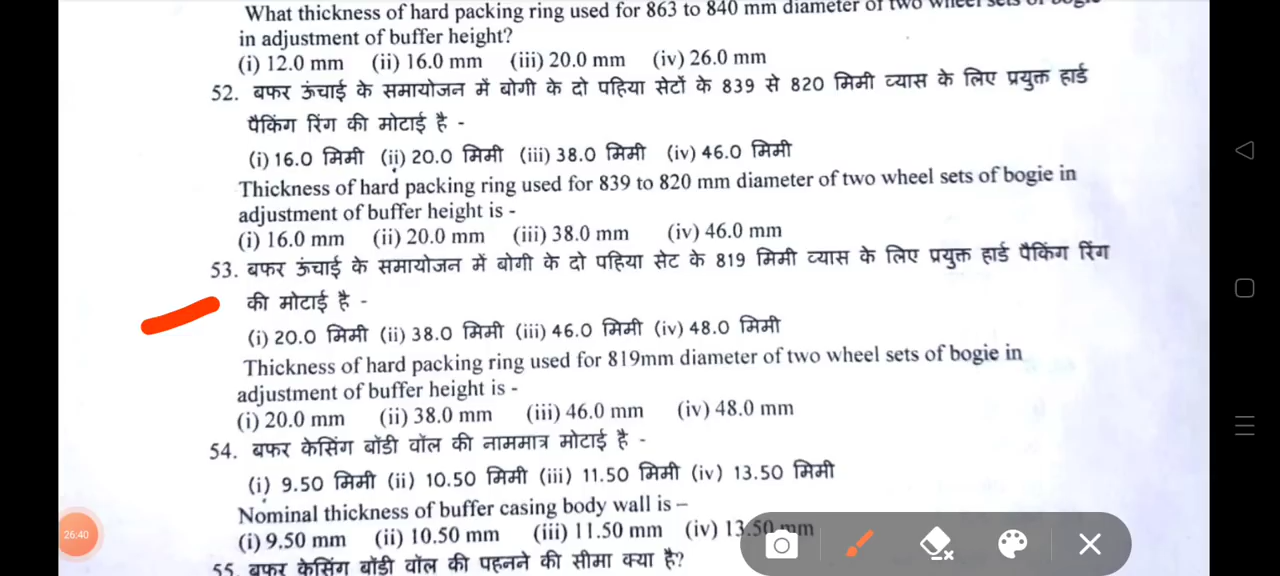 What thickness of hard packing ring used for 863 to 840 mm diameter of two wheel sets of bogie
in adjustment of buffer height?
(i) 12.0 mm (ii) 16.0 mm (iii) 20.0 mm (iv) 26.0 mm
52. बफर ऊंचाई के समायोजन में बोगी के दो पहिया सेटों के 839 से 820 मिमी व्यास के लिए प्रयुक्त हार्ड
पैकिंग रिंग की मोटाई है -
(i) 16.0 मिमी (ii) 20.0 मिमी (iii) 38.0 मिमी (iv) 46.0 मिमी
Thickness of hard packing ring used for 839 to 820 mm diameter of two wheel sets of bogie in
adjustment of buffer height is -
(i) 16.0 mm (ii) 20.0 mm (iii) 38.0 mm (iv) 46.0 mm
53. बफर ऊंचाई के समायोजन में बोगी के दो पहिया सेट के 819 मिमी व्यास के लिए प्रयुक्त हार्ड पैकिंग रिंग
की मोटाई है -
(i) 20.0 मिमी (ii) 38.0 मिमी (iii) 46.0 मिमी (iv) 48.0 मिमी
Thickness of hard packing ring used for 819mm diameter of two wheel sets of bogie in
adjustment of buffer height is -
(i) 20.0 mm (ii) 38.0 mm (iii) 46.0 mm (iv) 48.0 mm
54. बफर केसिंग बॉडी वॉल की नाममात्र मोटाई है -
(i) 9.50 मिमी (ii) 10.50 मिमी (iii) 11.50 मिमी (iv) 13.50 मिमी
Nominal thickness of buffer casing body wall is –
(i) 9.50 mm (ii) 10.50 mm (iii) 11.50 mm (iv) 13.50 mm
26:40
55. बफर केसिंग बॉडी वॉल की पहनने की सीमा क्या है?